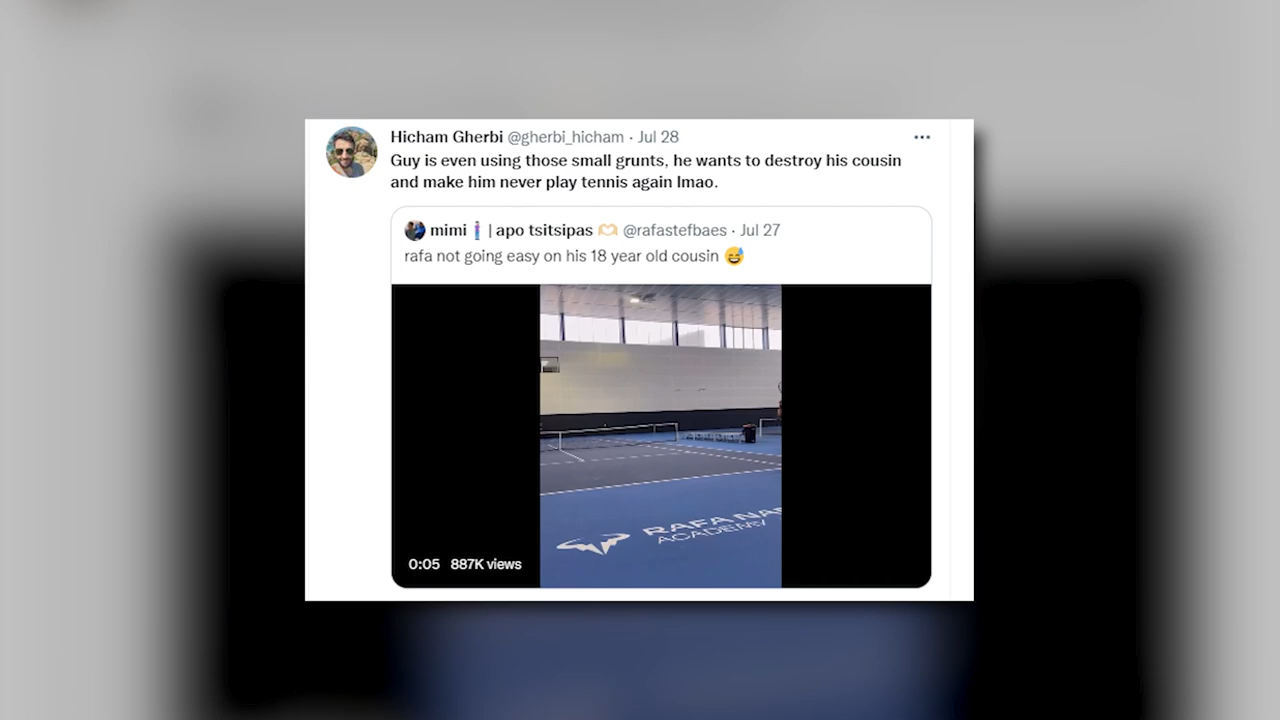 Hicham Gherbi @gherbi_hicham · Jul 28
Guy is even using those small grunts, he wants to destroy his cousin
and make him never play tennis again lmao.
mimi 🧍 | apo tsitsipas 🫶🏻 @rafastefbaes · Jul 27
rafa not going easy on his 18 year old cousin 😅
RAFA NA
ACADEMY
0:05 887K views